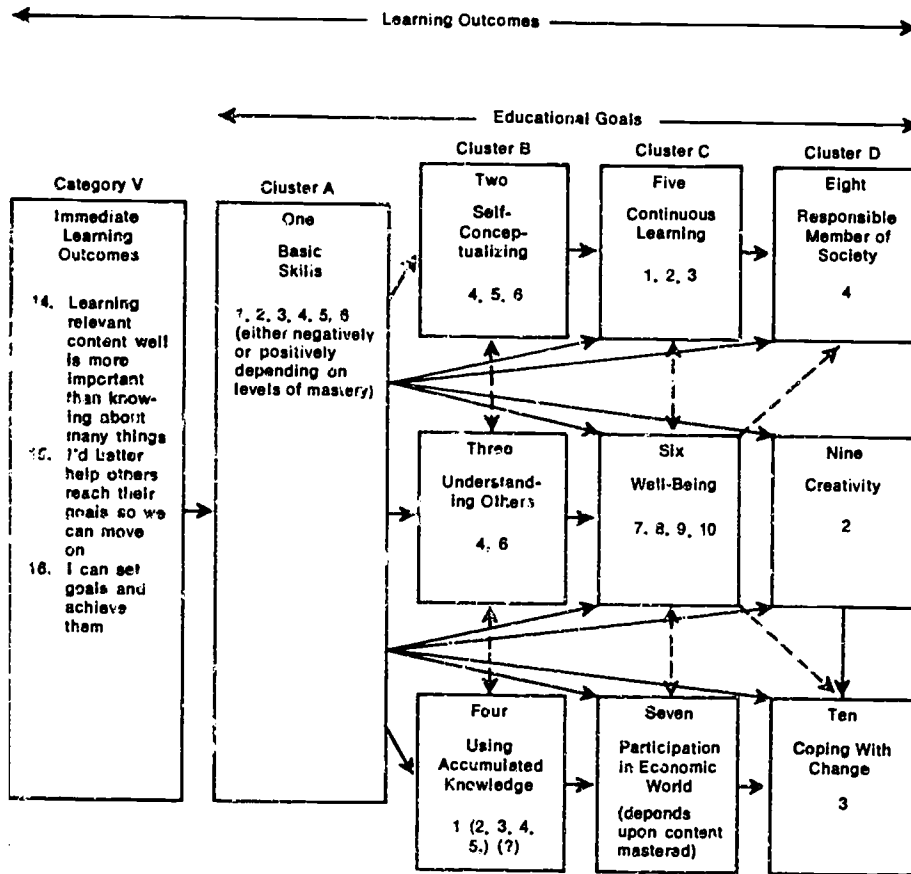 Learning Outcomes
Educational Goals
Category V
Immediate
Learning
Outcomes
14. Learning
relevant
content well
is more
important
than know-
ing about
many things
15. I'd better
help others
reach their
goals so we
can move
on
16. I can set
goals and
achieve
them
Cluster A
One
Basic
Skills
1, 2, 3, 4, 5, 6
(either negatively
or positively
depending on
levels of mastery)
Cluster B
Two
Self-
Concep-
tualizing
4, 5, 6
Three
Understand-
ing Others
4, 6
Four
Using
Accumulated
Knowledge
1 (2, 3, 4,
5,) (?)
Cluster C
Five
Continuous
Learning
1, 2, 3
Six
Well-Being
7, 8, 9, 10
Seven
Participation
in Economic
World
(depends
upon content
mastered)
Cluster D
Eight
Responsible
Member of
Society
4
Nine
Creativity
2
Ten
Coping With
Change
3